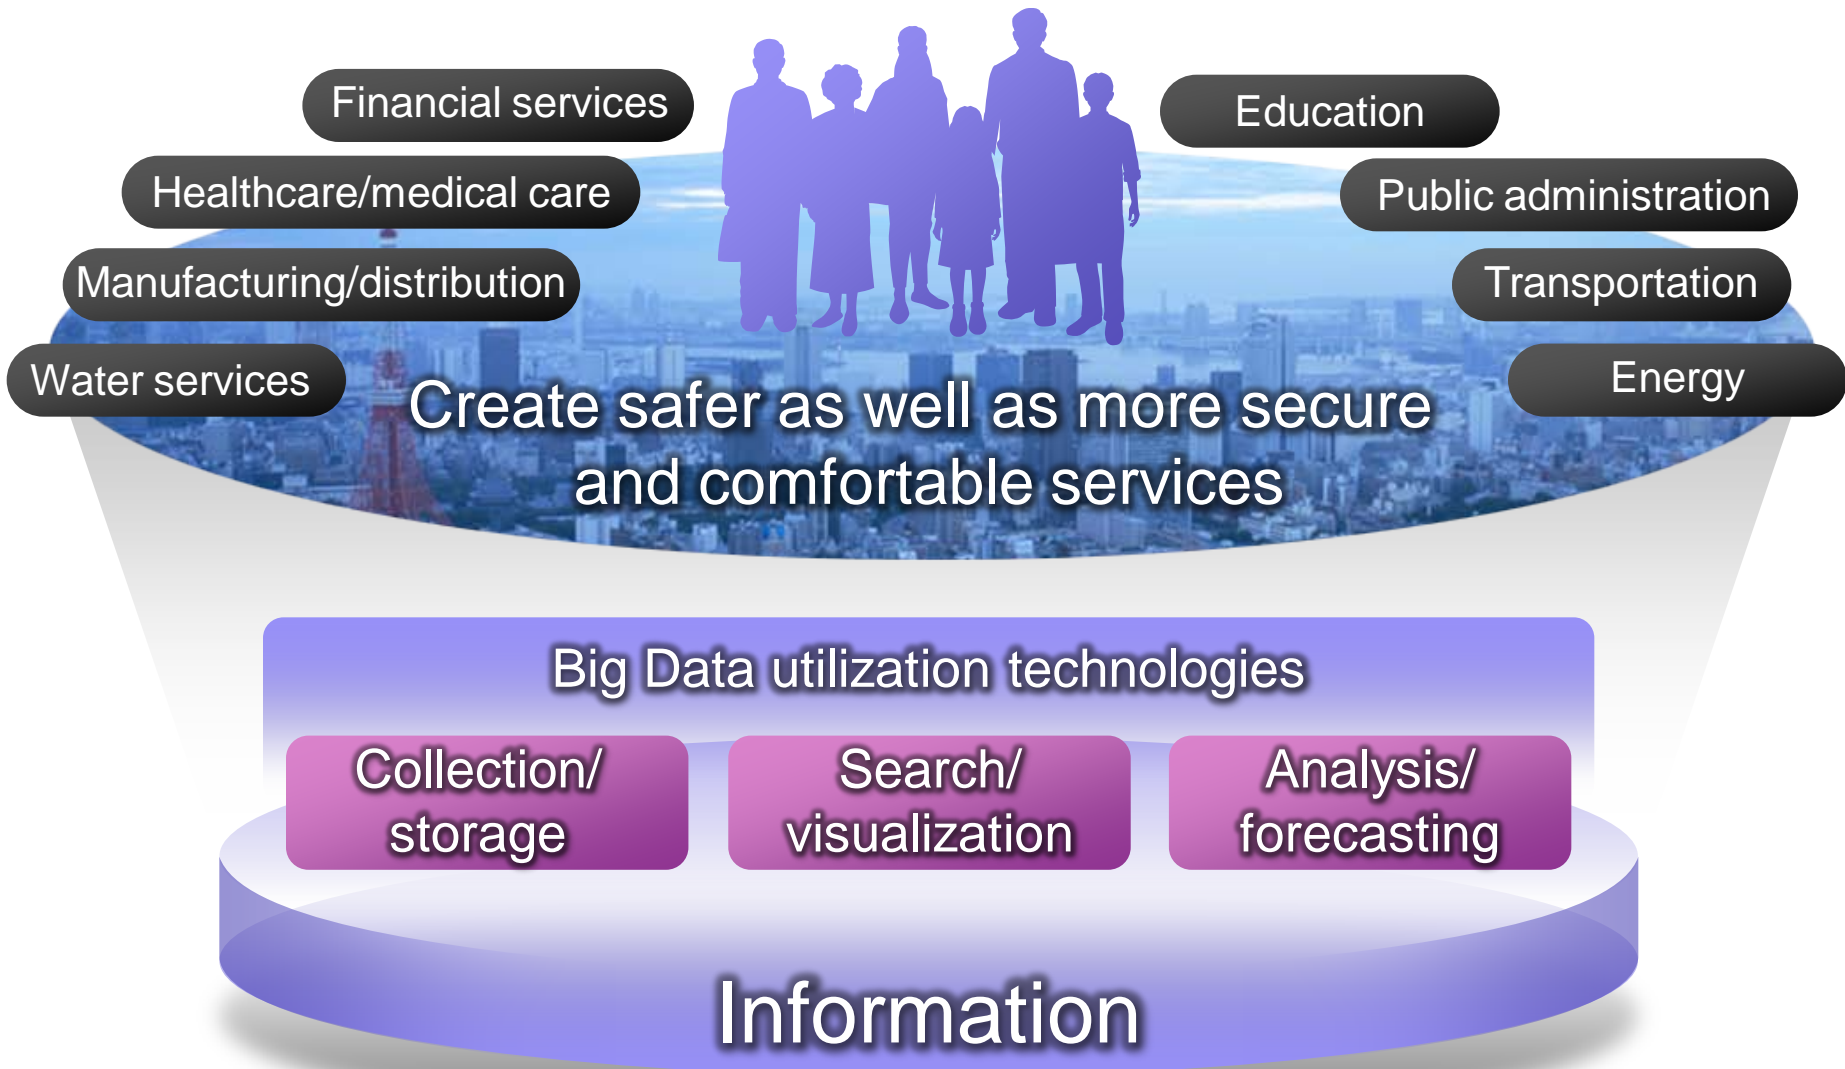 Financial services
Education
Healthcare/medical care
Public administration
Manufacturing/distribution
Transportation
Water services
Energy
Create safer as well as more secure
and comfortable services
Big Data utilization technologies
Collection/
storage
Search/
visualization
Analysis/
forecasting
Information